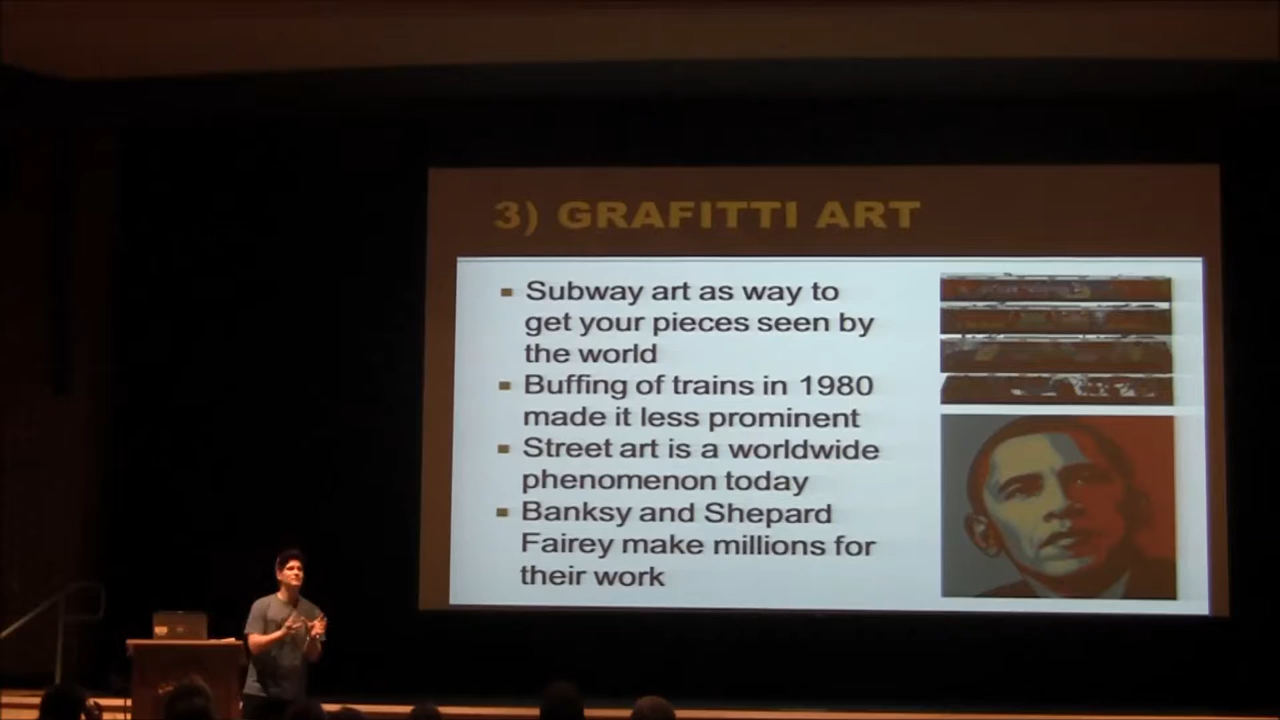 3) GRAFITTI ART
▪ Subway art as way to
get your pieces seen by
the world
▪ Buffing of trains in 1980
made it less prominent
▪ Street art is a worldwide
phenomenon today
▪ Banksy and Shepard
Fairey make millions for
their work